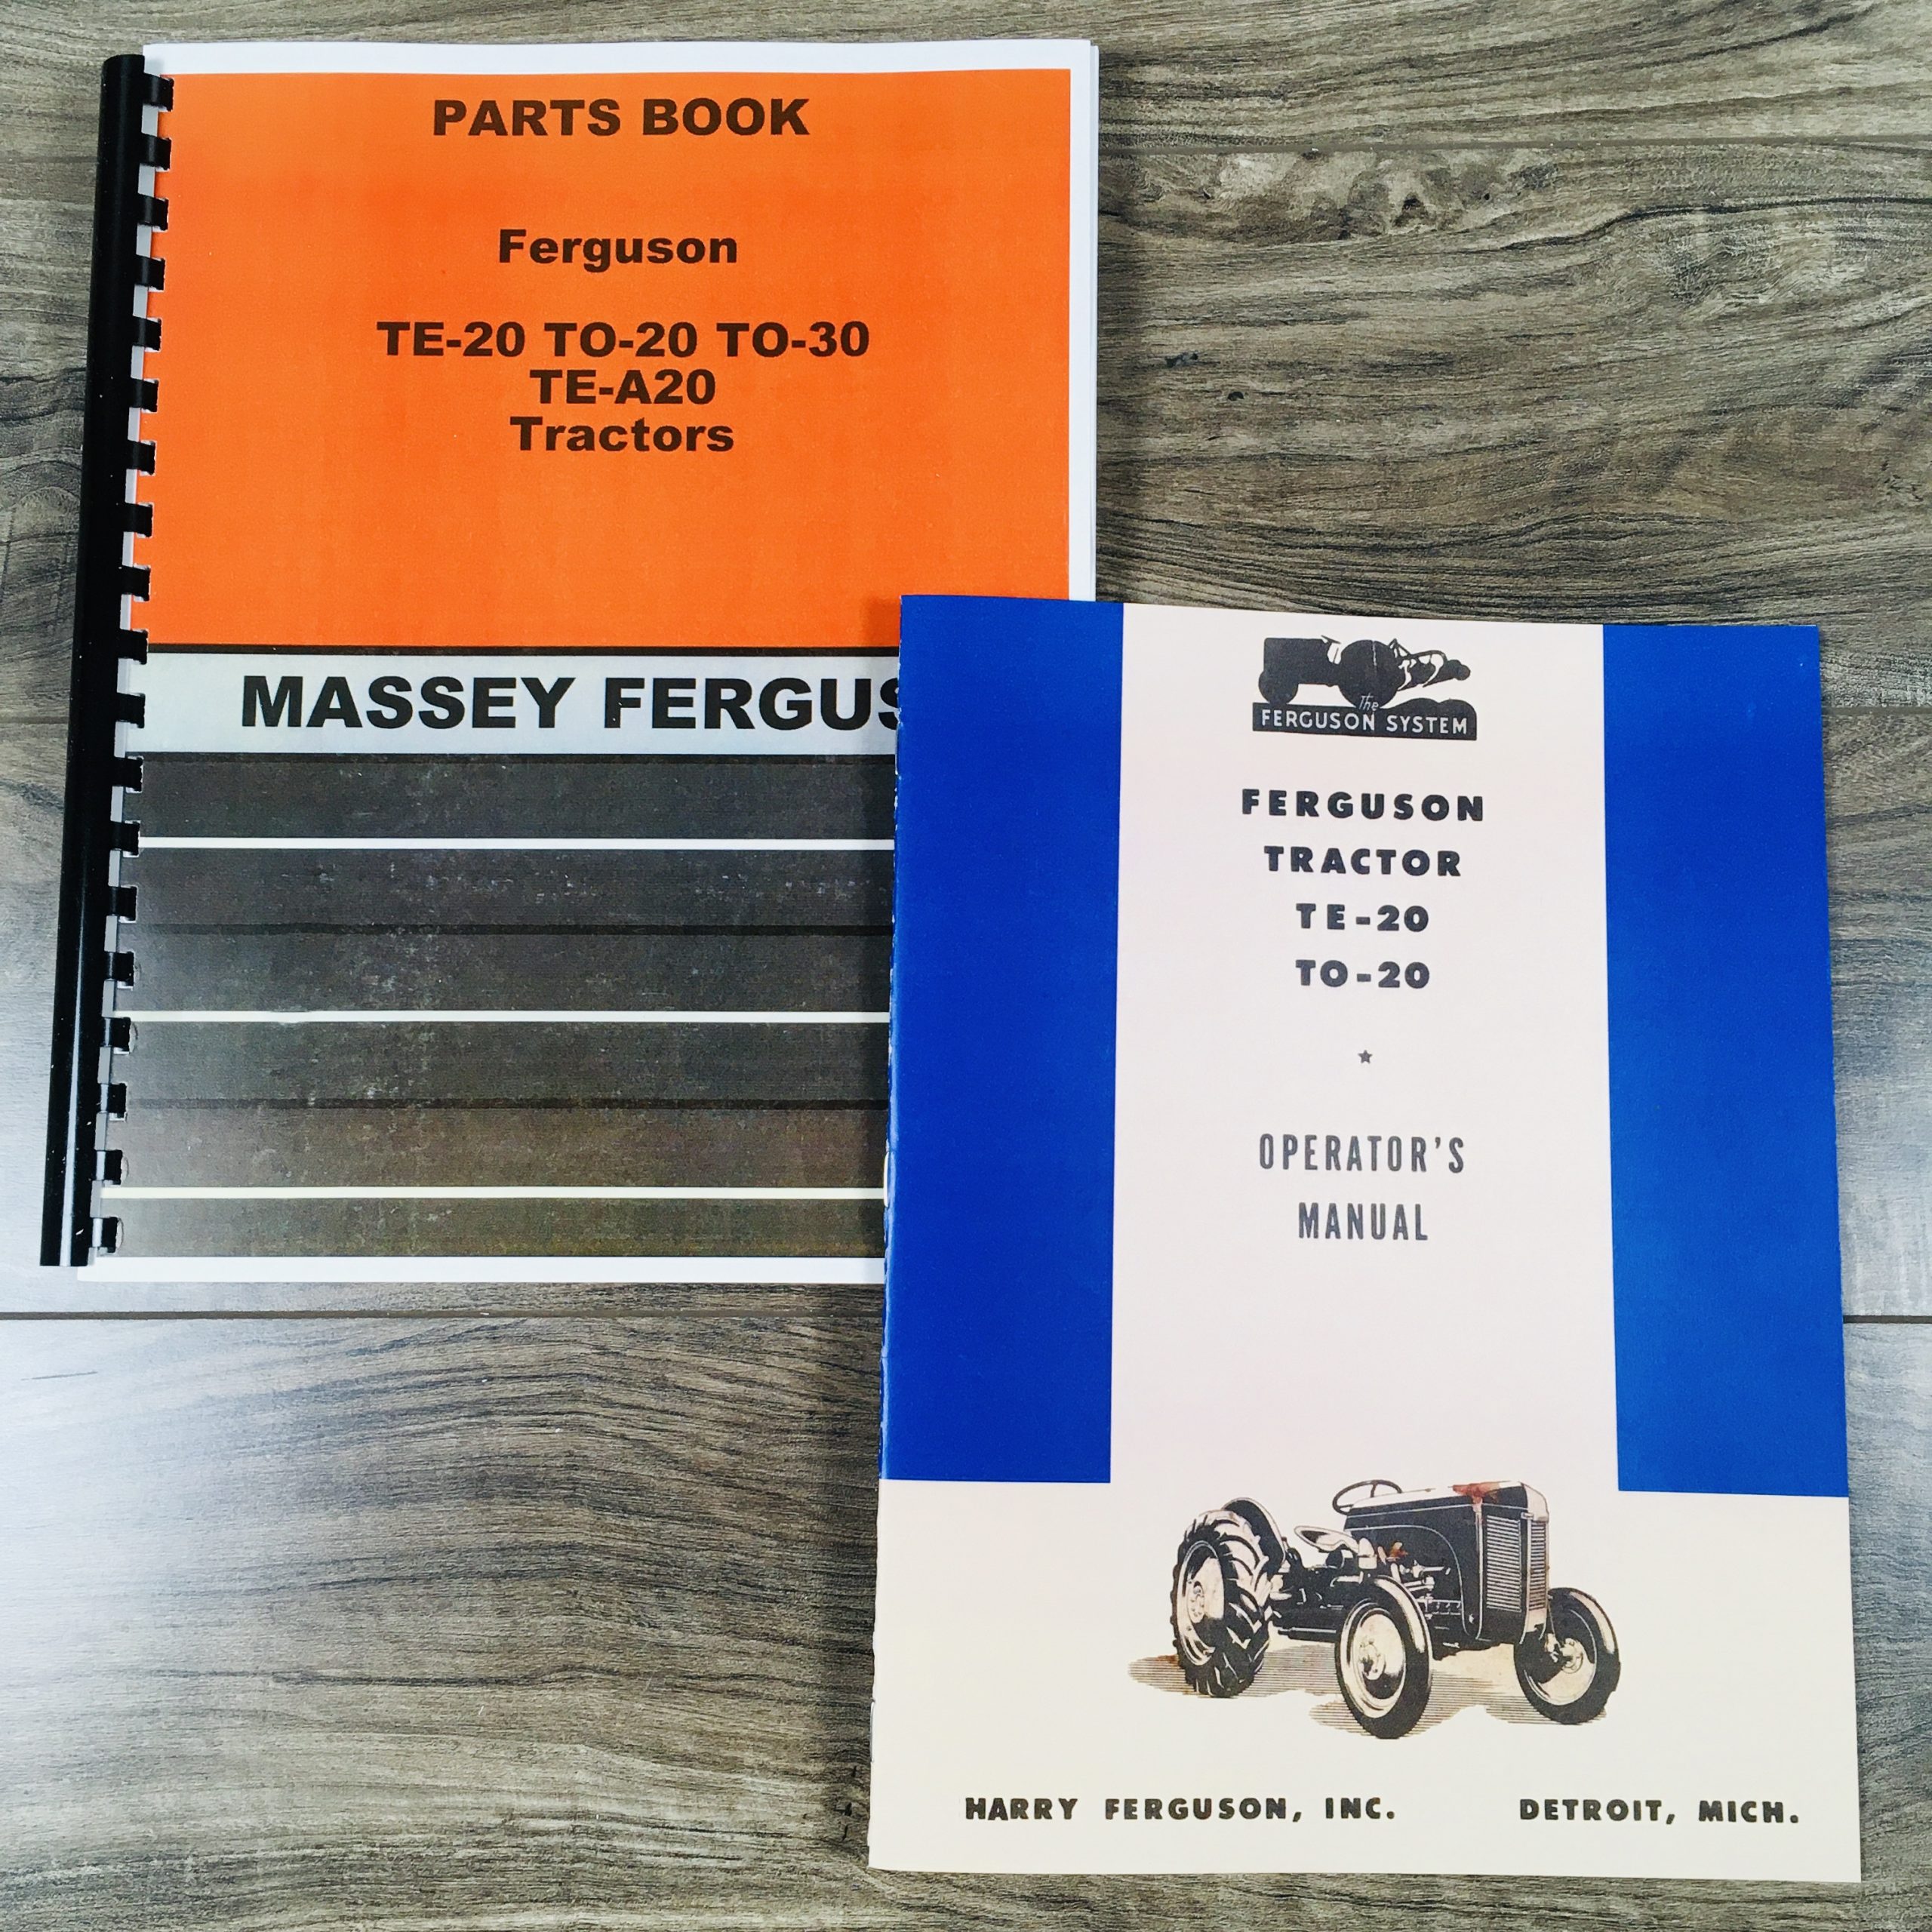 PARTS BOOK
Ferguson
TE-20 TO-20 TO-30
TE-A20
Tractors
MASSEY FERGUS
The
FERGUSON SYSTEM
FERGUSON
TRACTOR
TE-20
TO-20
OPERATOR'S
MANUAL
HARRY FERGUSON, INC. DETROIT, MICH.